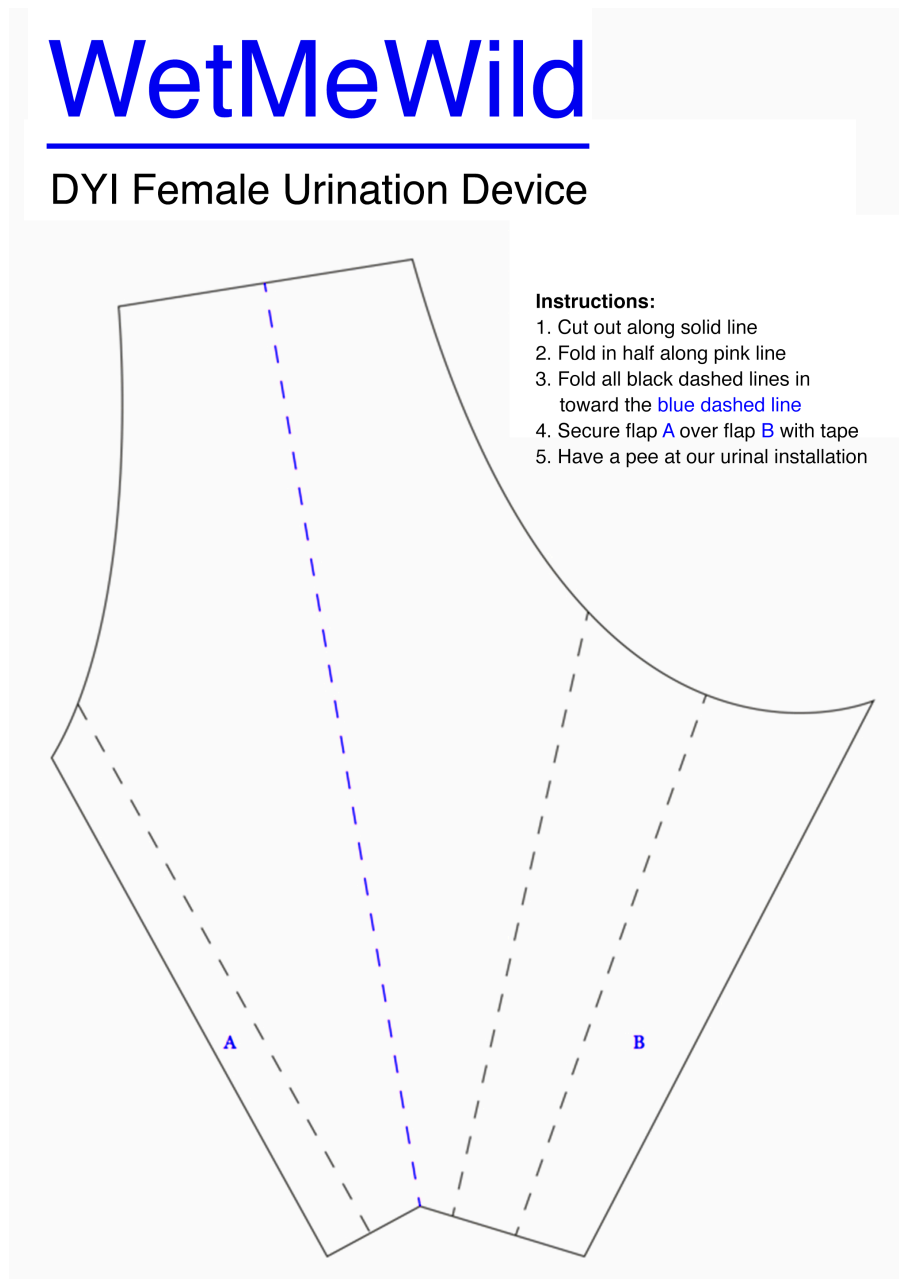 WetMeWild
DYI Female Urination Device
Instructions:
1. Cut out along solid line
2. Fold in half along pink line
3. Fold all black dashed lines in
toward the blue dashed line
4. Secure flap A over flap B with tape
5. Have a pee at our urinal installation
A
B